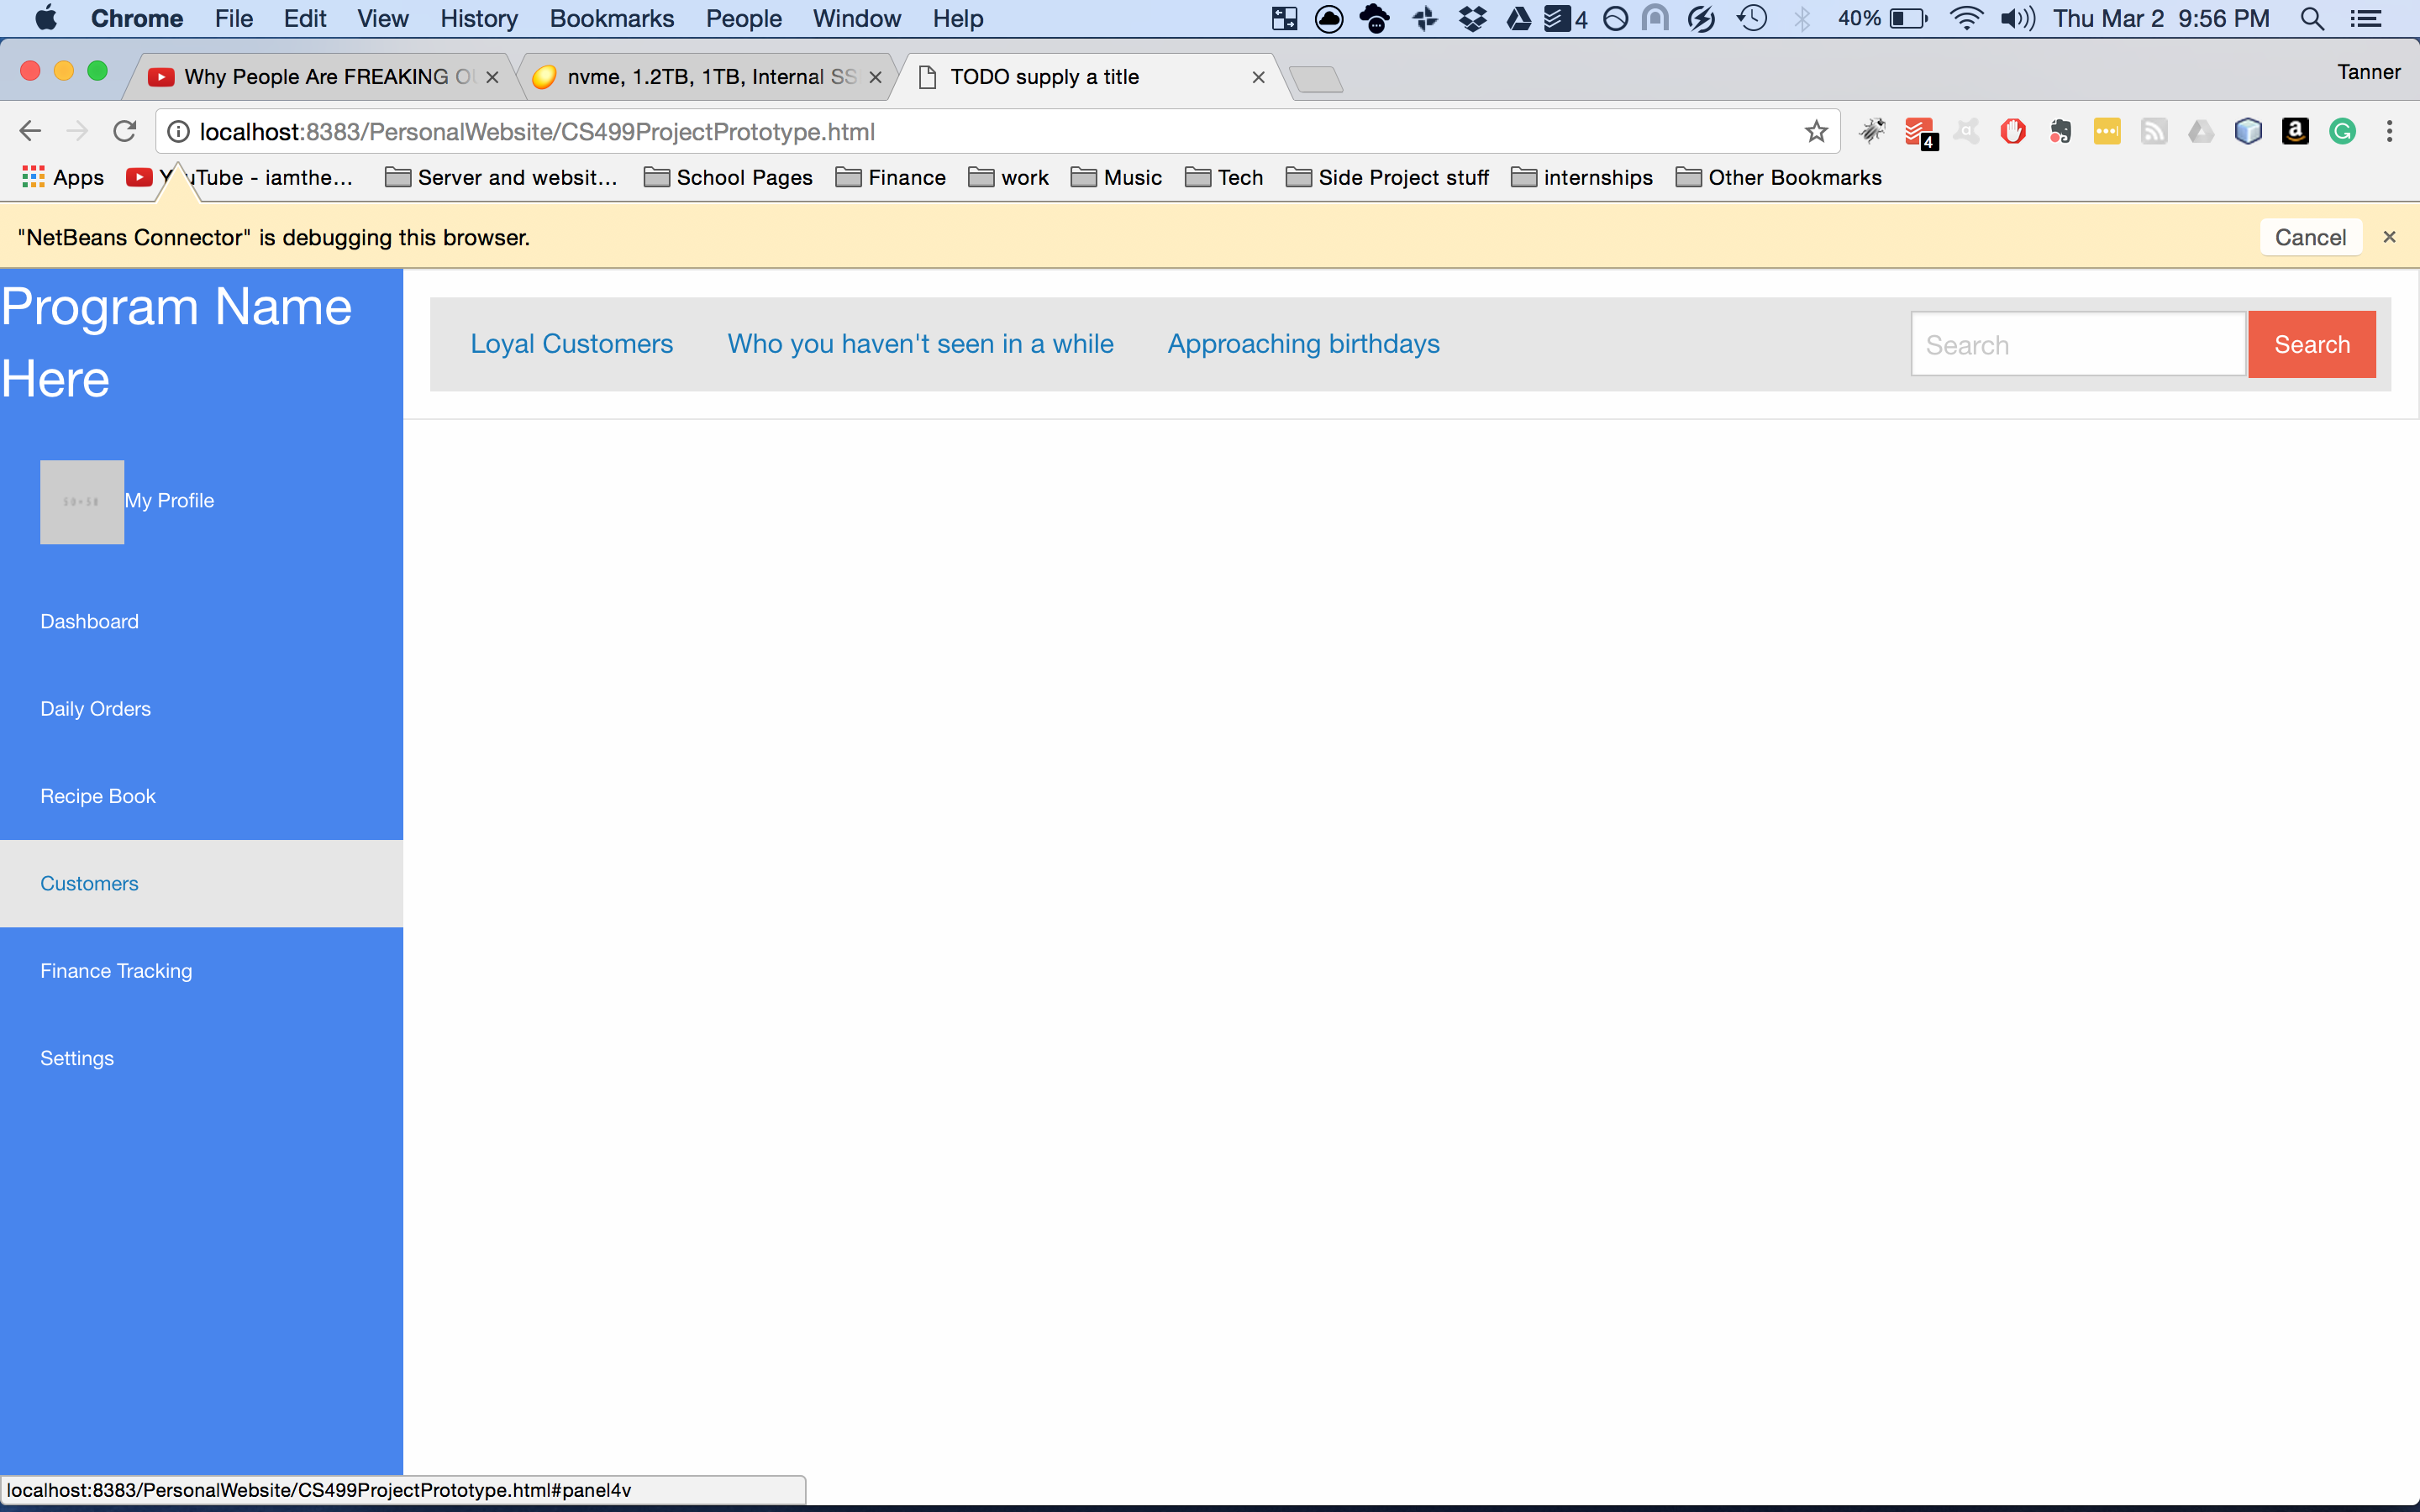 Chrome File Edit View History Bookmarks People Window Help 4 40% Thu Mar 2 9:56 PM
Why People Are FREAKING O
nvme, 1.2TB, 1TB, Internal SS
TODO supply a title
Tanner
localhost:8383/PersonalWebsite/CS499ProjectPrototype.html
4
Apps YouTube - iamthe... Server and websit... School Pages Finance work Music Tech Side Project stuff internships Other Bookmarks
"NetBeans Connector" is debugging this browser. Cancel
Program Name
Here
Loyal Customers Who you haven't seen in a while Approaching birthdays Search Search
50×50 My Profile
Dashboard
Daily Orders
Recipe Book
Customers
Finance Tracking
Settings
localhost:8383/PersonalWebsite/CS499ProjectPrototype.html#panel4v